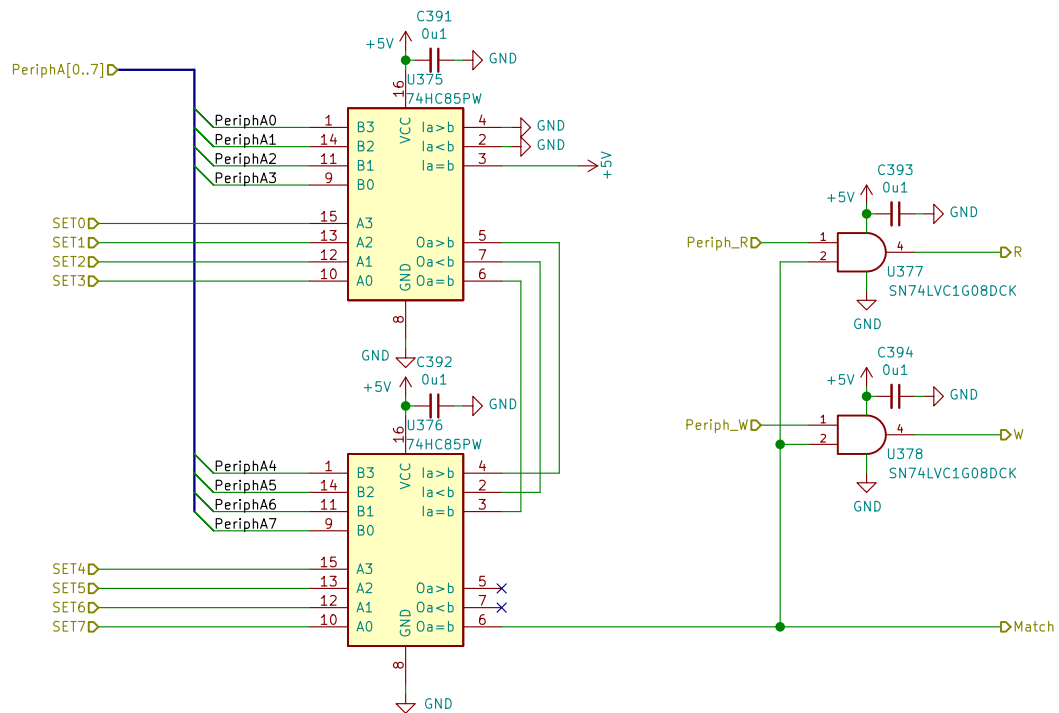 C391
0u1
+5V
GND
PeriphA[0..7]
U375
74HC85PW
16
VCC
PeriphA0 1 B3
PeriphA1 14 B2
PeriphA2 11 B1
PeriphA3 9 B0
Ia>b 4 GND
Ia<b 2 GND
Ia=b 3 +5V
SET0 15 A3
SET1 13 A2
SET2 12 A1
SET3 10 A0
Oa>b 5
Oa<b 7
Oa=b 6
GND
8
GND
C392
0u1
+5V
GND
U376
74HC85PW
16
VCC
PeriphA4 1 B3
PeriphA5 14 B2
PeriphA6 11 B1
PeriphA7 9 B0
Ia>b 4
Ia<b 2
Ia=b 3
SET4 15 A3
SET5 13 A2
SET6 12 A1
SET7 10 A0
Oa>b 5
Oa<b 7
Oa=b 6
Match
GND
8
GND
C393
0u1
+5V
GND
Periph_R 1
2
4 R
U377
SN74LVC1G08DCK
GND
C394
0u1
+5V
GND
Periph_W 1
2
4 W
U378
SN74LVC1G08DCK
GND